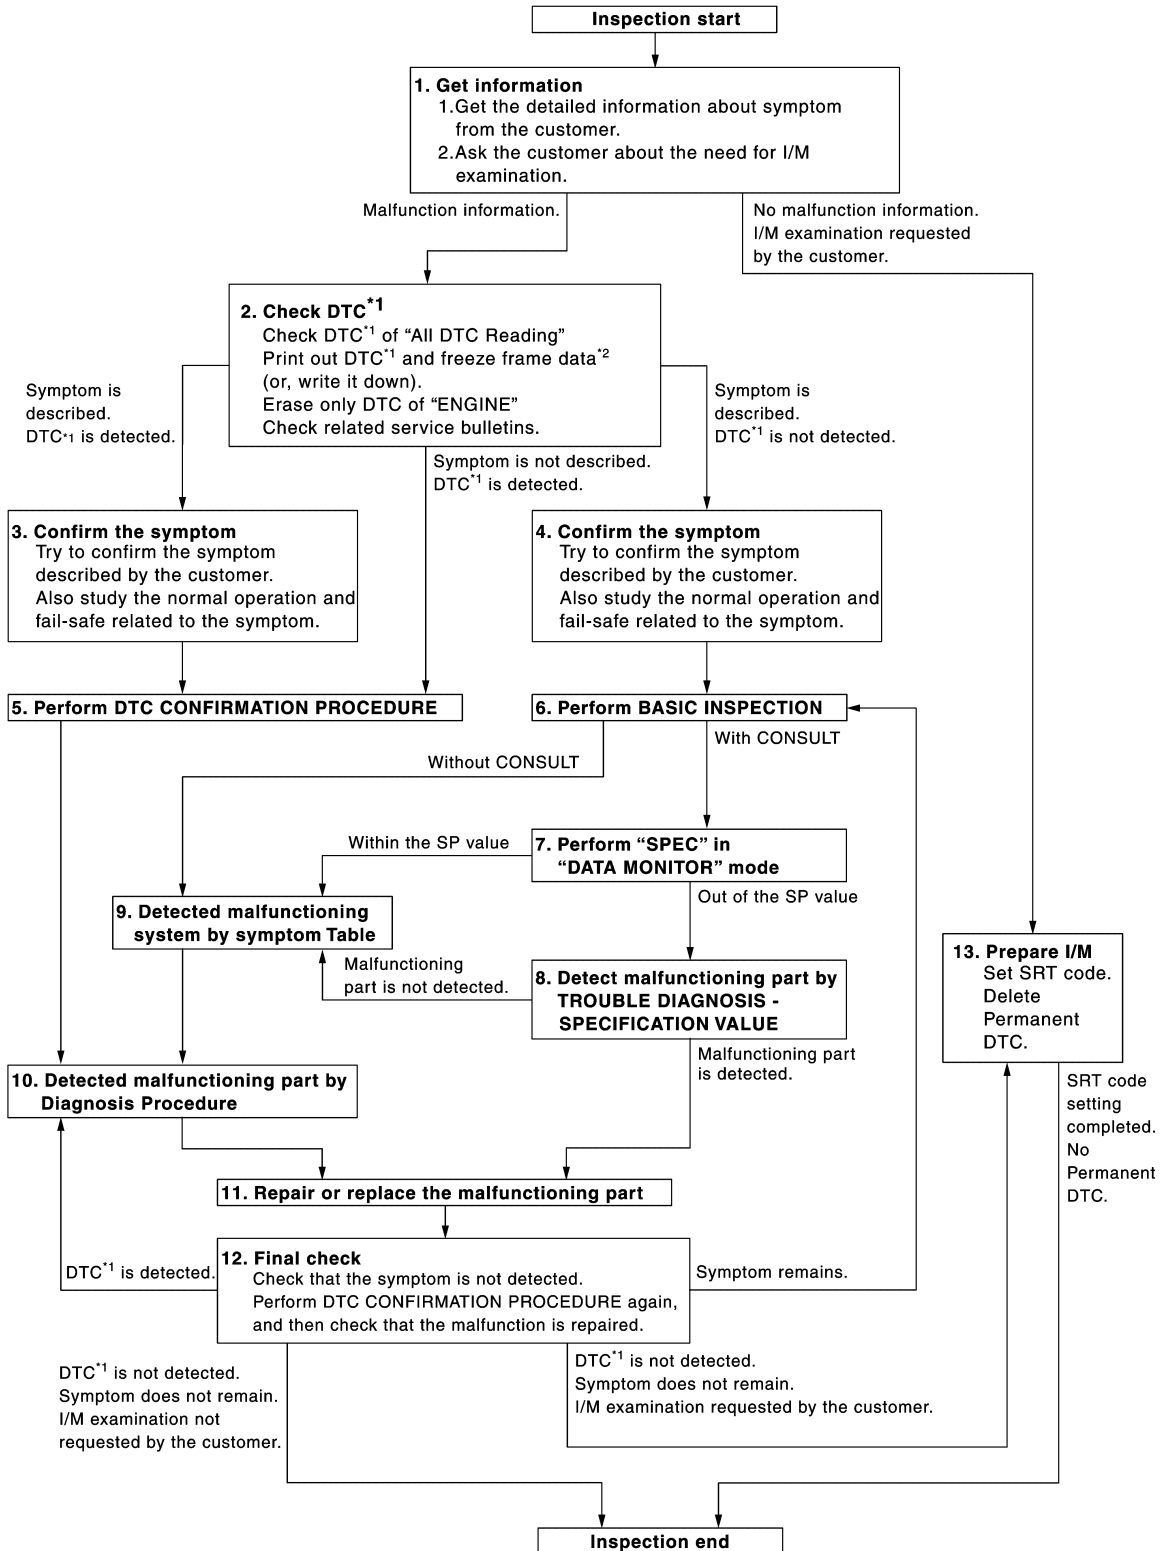 Inspection start
1. Get information
1.Get the detailed information about symptom
from the customer.
2.Ask the customer about the need for I/M
examination.
Malfunction information.
No malfunction information.
I/M examination requested
by the customer.
2. Check DTC*1
Check DTC*1 of “All DTC Reading”
Print out DTC*1 and freeze frame data*2
(or, write it down).
Erase only DTC of “ENGINE”
Check related service bulletins.
Symptom is
described.
DTC*1 is detected.
Symptom is
described.
DTC*1 is not detected.
Symptom is not described.
DTC*1 is detected.
3. Confirm the symptom
Try to confirm the symptom
described by the customer.
Also study the normal operation and
fail-safe related to the symptom.
4. Confirm the symptom
Try to confirm the symptom
described by the customer.
Also study the normal operation and
fail-safe related to the symptom.
5. Perform DTC CONFIRMATION PROCEDURE
6. Perform BASIC INSPECTION
With CONSULT
Without CONSULT
7. Perform “SPEC” in
“DATA MONITOR” mode
Within the SP value
Out of the SP value
9. Detected malfunctioning
system by symptom Table
Malfunctioning
part is not detected.
8. Detect malfunctioning part by
TROUBLE DIAGNOSIS -
SPECIFICATION VALUE
13. Prepare I/M
Set SRT code.
Delete
Permanent
DTC.
Malfunctioning part
is detected.
10. Detected malfunctioning part by
Diagnosis Procedure
SRT code
setting
completed.
No
Permanent
DTC.
11. Repair or replace the malfunctioning part
12. Final check
Check that the symptom is not detected.
Perform DTC CONFIRMATION PROCEDURE again,
and then check that the malfunction is repaired.
DTC*1 is detected.
Symptom remains.
DTC*1 is not detected.
Symptom does not remain.
I/M examination not
requested by the customer.
DTC*1 is not detected.
Symptom does not remain.
I/M examination requested by the customer.
Inspection end